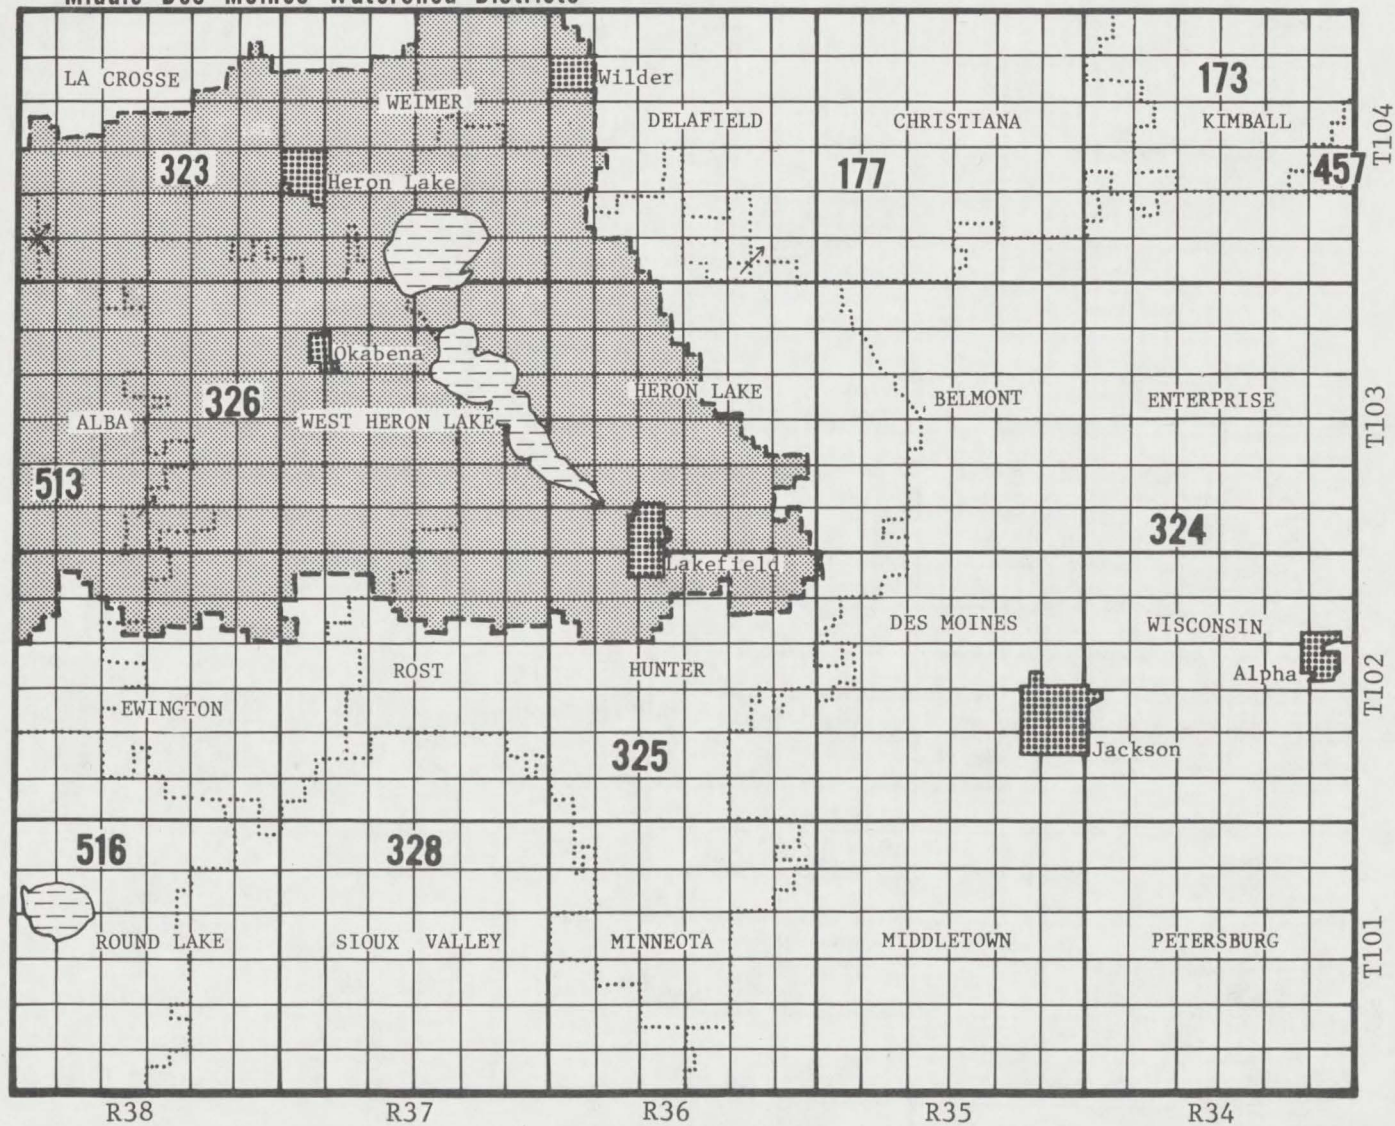 Middle Des Moines Watershed Districts
LA CROSSE
WEIMER
Wilder
DELAFIELD
CHRISTIANA
173
KIMBALL
T104
323
Heron Lake
177
457
Okabena
326
HERON LAKE
BELMONT
ENTERPRISE
T103
ALBA
WEST HERON LAKE
513
324
Lakefield
DES MOINES
WISCONSIN
ROST
HUNTER
Alpha
T102
EWINGTON
325
Jackson
516
328
ROUND LAKE
SIOUX VALLEY
MINNEOTA
MIDDLETOWN
PETERSBURG
T101
R38
R37
R36
R35
R34